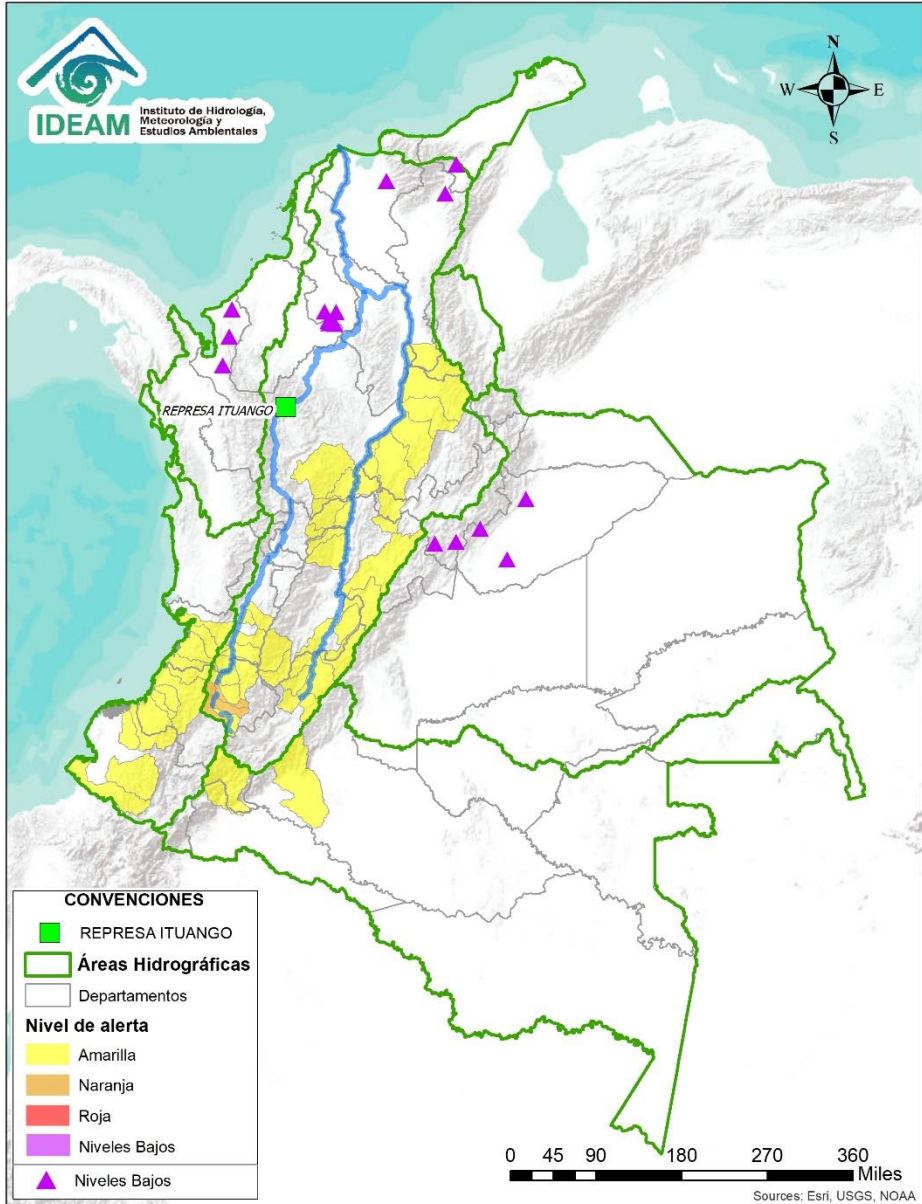 IDEAM
Instituto de Hidrología,
Meteorología y
Estudios Ambientales
N
W E
S
REPRESA ITUANGO
CONVENCIONES
REPRESA ITUANGO
Áreas Hidrográficas
Departamentos
Nivel de alerta
Amarilla
Naranja
Roja
Niveles Bajos
Niveles Bajos
0 45 90 180 270 360
Miles
Sources: Esri, USGS, NOAA